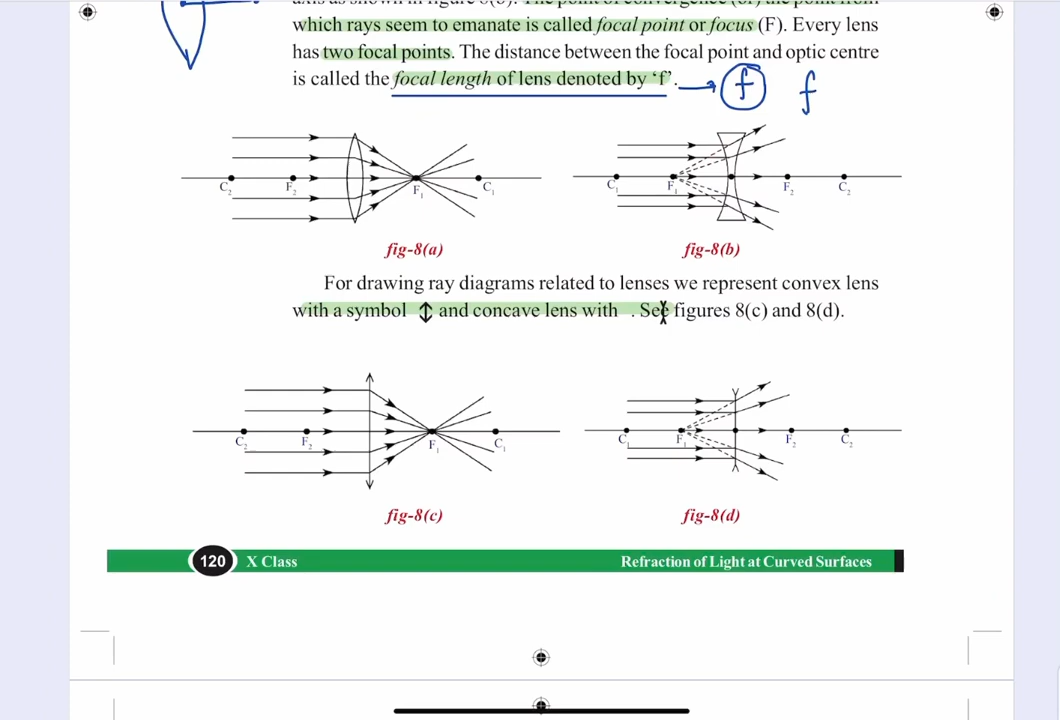 which rays seem to emanate is called focal point or focus (F). Every lens
has two focal points. The distance between the focal point and optic centre
is called the focal length of lens denoted by ‘f’. f f
C2 F2 F1 C1
C1 F1 F2 C2
fig-8(a) fig-8(b)
For drawing ray diagrams related to lenses we represent convex lens
with a symbol ↕ and concave lens with . See figures 8(c) and 8(d).
C2 F2 F1 C1
C1 F1 F2 C2
fig-8(c) fig-8(d)
120 X Class Refraction of Light at Curved Surfaces